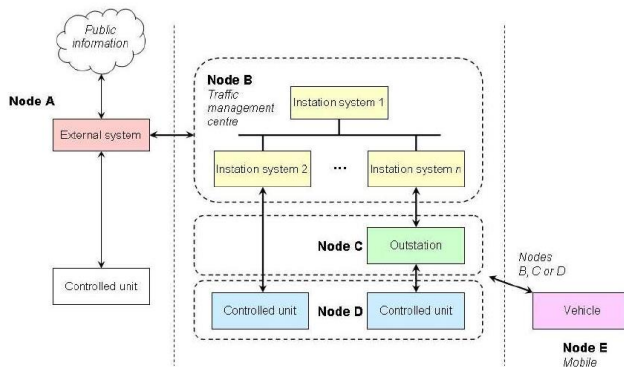 Public
information
Node A
External system
Controlled unit
Node B
Traffic
management
centre
Instation system 1
Instation system 2
...
Instation system n
Node C
Outstation
Controlled unit
Node D
Controlled unit
Nodes
B, C or D
Vehicle
Node E
Mobile